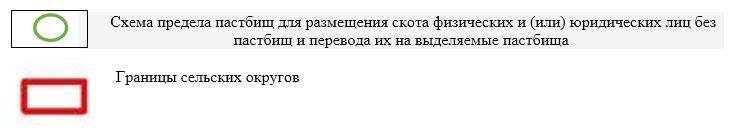 Схема предела пастбищ для размещения скота физических и (или) юридических лиц без
пастбищ и перевода их на выделяемые пастбища
Границы сельских округов